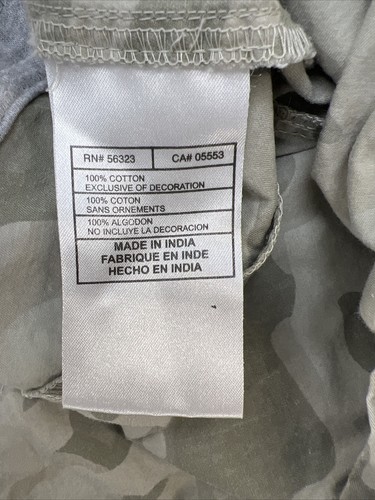 RN# 56323 CA# 05553
100% COTTON
EXCLUSIVE OF DECORATION
100% COTON
SANS ORNEMENTS
100% ALGODON
NO INCLUYE LA DECORACION
MADE IN INDIA
FABRIQUE EN INDE
HECHO EN INDIA